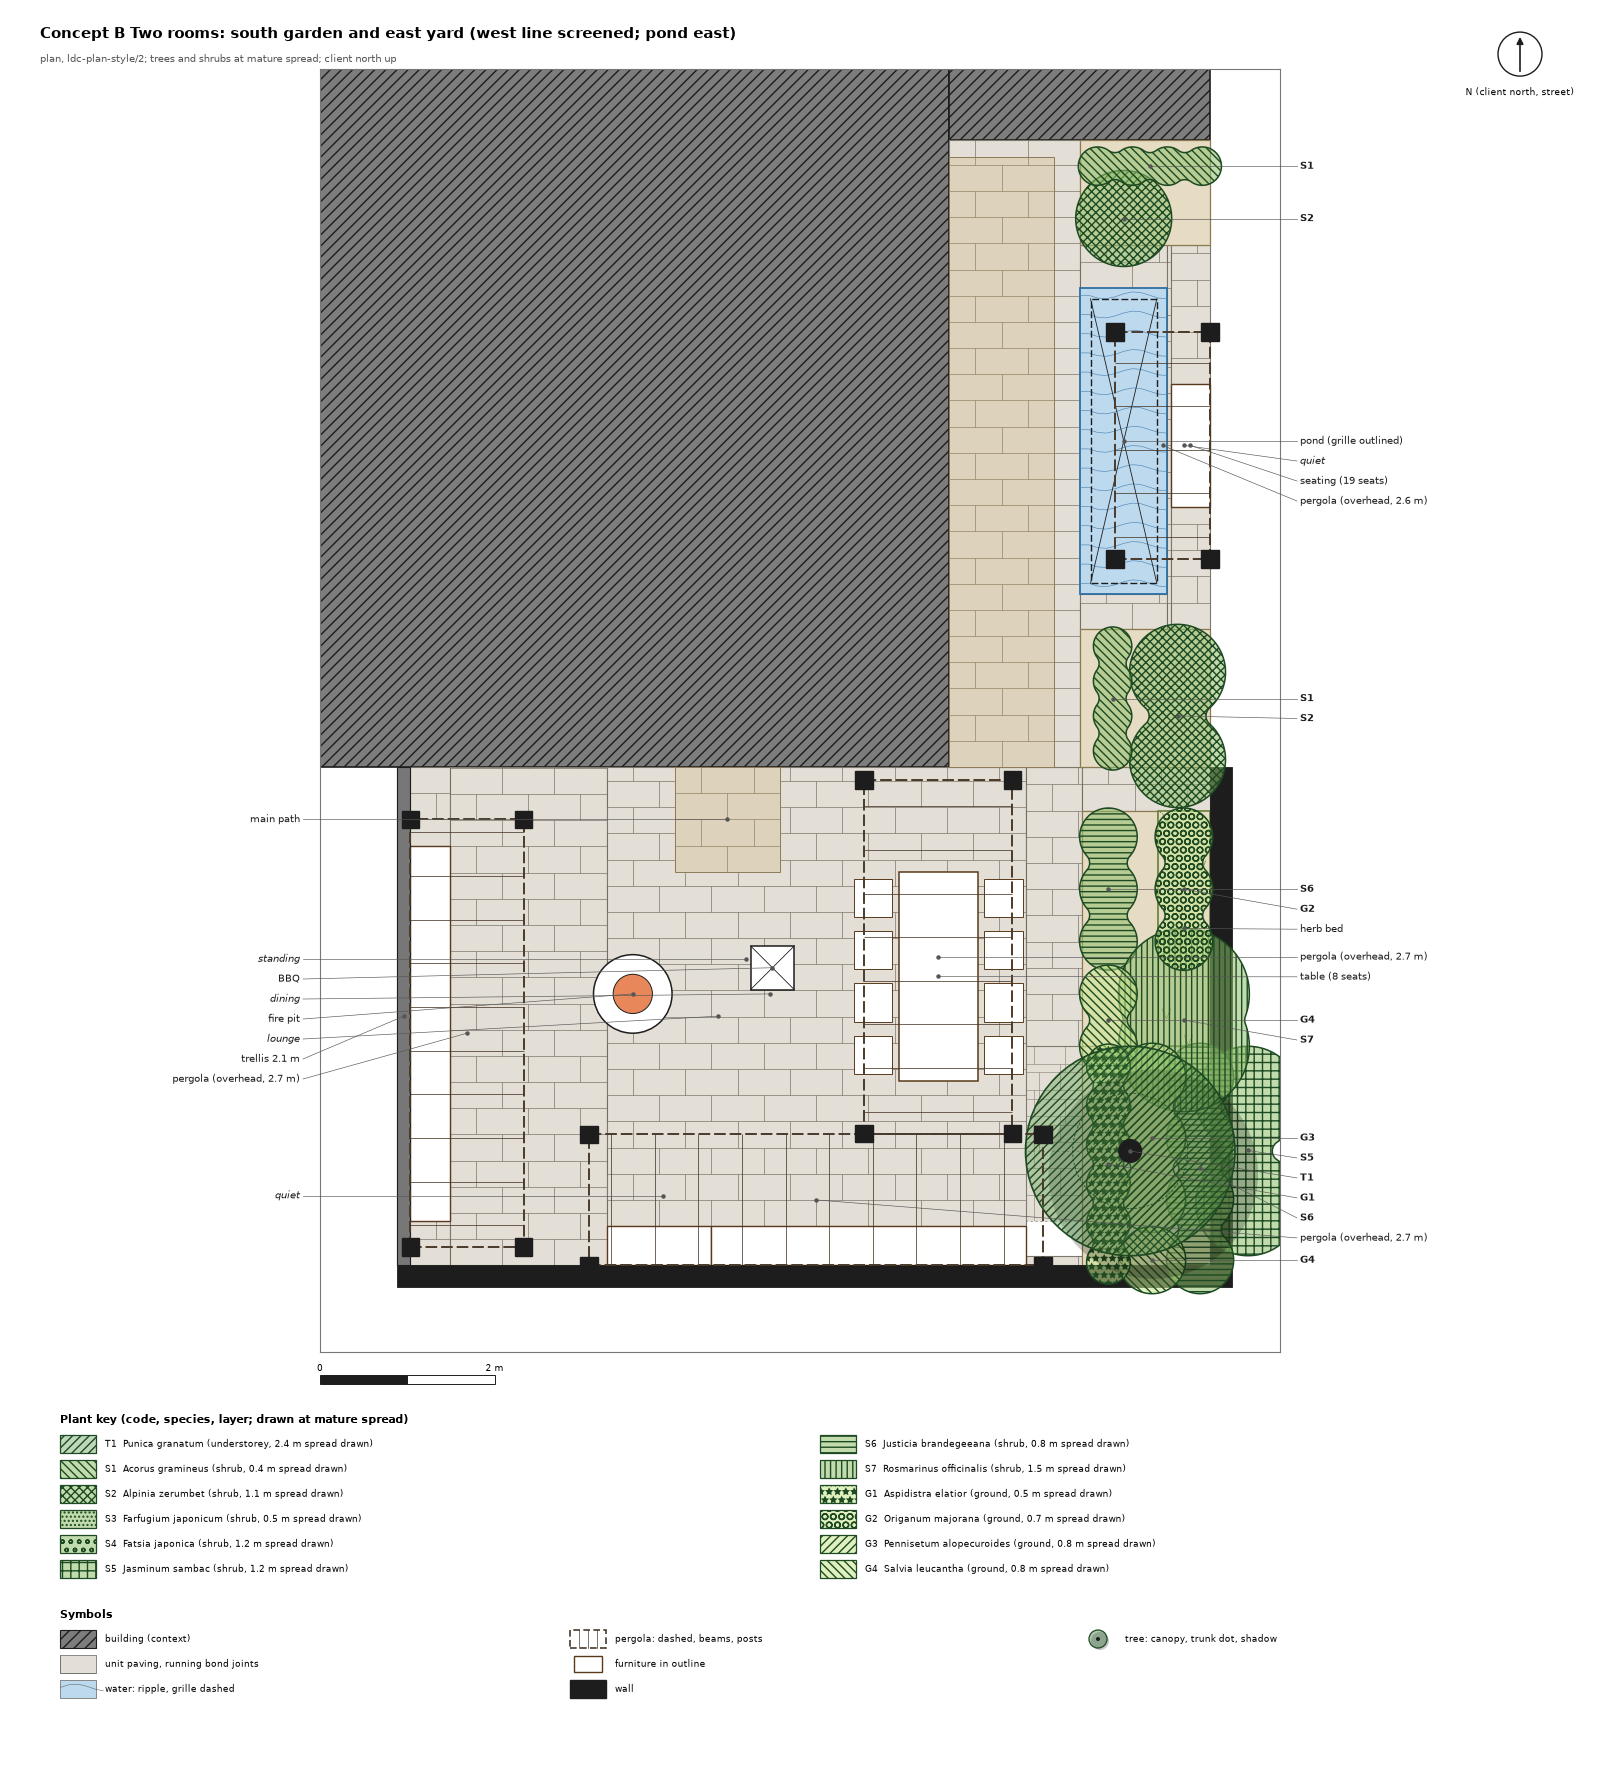 Concept B Two rooms: south garden and east yard (west line screened; pond east)
plan, ldc-plan-style/2; trees and shrubs at mature spread; client north up
N (client north, street)
S1
S2
pond (grille outlined)
quiet
seating (19 seats)
pergola (overhead, 2.6 m)
S1
S2
main path
S6
G2
herb bed
standing
pergola (overhead, 2.7 m)
BBQ
table (8 seats)
dining
fire pit
G4
lounge
S7
trellis 2.1 m
pergola (overhead, 2.7 m)
G3
S5
T1
quiet
G1
S6
pergola (overhead, 2.7 m)
G4
0 2 m
Plant key (code, species, layer; drawn at mature spread)
T1 Punica granatum (understorey, 2.4 m spread drawn)
S1 Acorus gramineus (shrub, 0.4 m spread drawn)
S2 Alpinia zerumbet (shrub, 1.1 m spread drawn)
S3 Farfugium japonicum (shrub, 0.5 m spread drawn)
S4 Fatsia japonica (shrub, 1.2 m spread drawn)
S5 Jasminum sambac (shrub, 1.2 m spread drawn)
S6 Justicia brandegeeana (shrub, 0.8 m spread drawn)
S7 Rosmarinus officinalis (shrub, 1.5 m spread drawn)
G1 Aspidistra elatior (ground, 0.5 m spread drawn)
G2 Origanum majorana (ground, 0.7 m spread drawn)
G3 Pennisetum alopecuroides (ground, 0.8 m spread drawn)
G4 Salvia leucantha (ground, 0.8 m spread drawn)
Symbols
building (context)
unit paving, running bond joints
water: ripple, grille dashed
pergola: dashed, beams, posts
furniture in outline
wall
tree: canopy, trunk dot, shadow